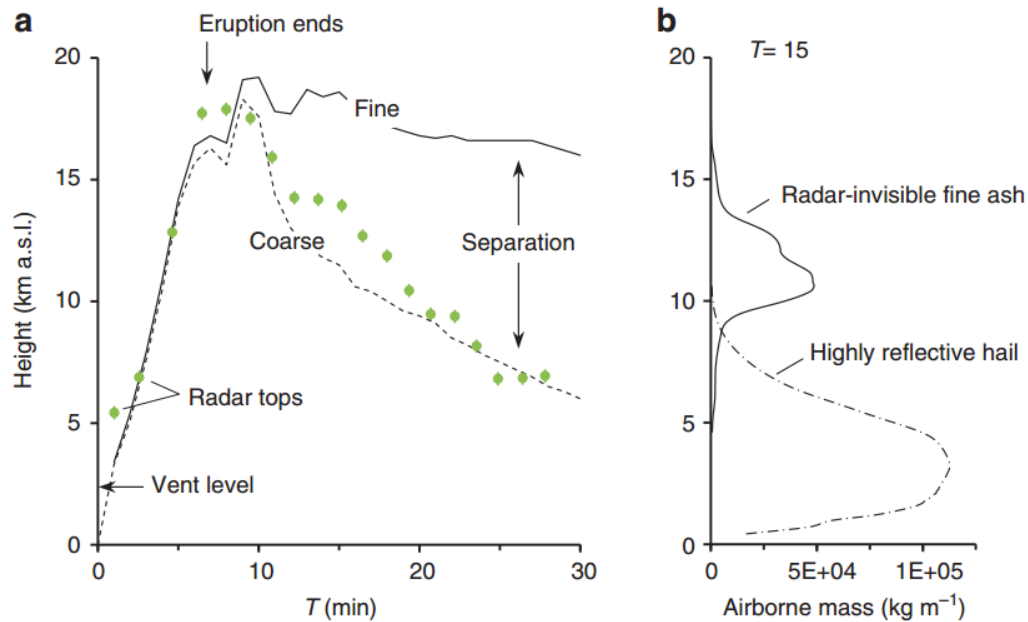 a
Eruption ends
20
15
10
5
0
Height (km a.s.l.)
Fine
Coarse
Separation
Radar tops
Vent level
0
10
20
30
T (min)
b
T= 15
20
15
10
5
0
Radar-invisible fine ash
Highly reflective hail
0
5E+04
1E+05
Airborne mass (kg m⁻¹)